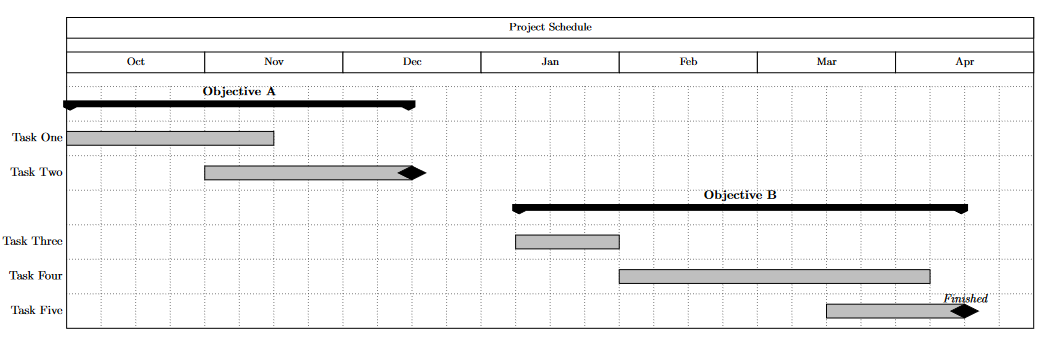 Project Schedule
Oct Nov Dec Jan Feb Mar Apr
Objective A
Task One
Task Two
Objective B
Task Three
Task Four
Finished
Task Five